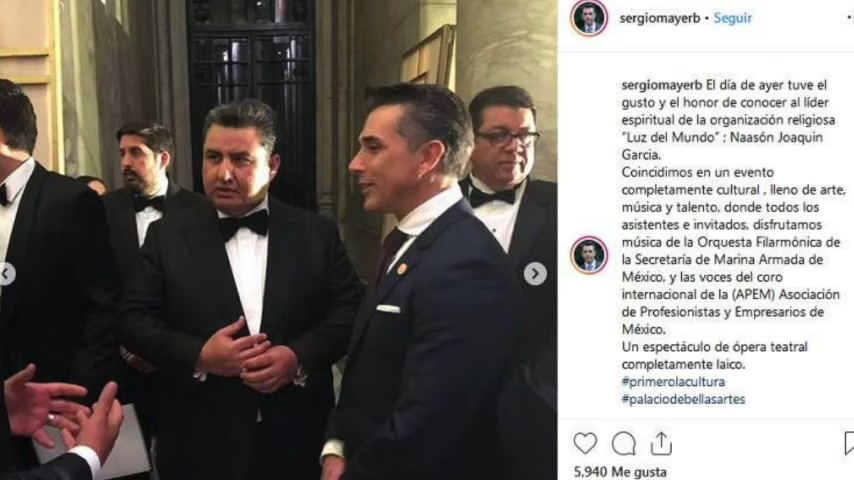 sergiomayerb • Seguir
sergiomayerb El día de ayer tuve el
gusto y el honor de conocer al líder
espiritual de la organización religiosa
"Luz del Mundo" ; Naasón Joaquin
Garcia.
Coincidimos en un evento
completamente cultural , lleno de arte,
música y talento, donde todos los
asistentes e invitados, disfrutamos
música de la Orquesta Filarmónica de
la Secretaría de Marina Armada de
México, y las voces del coro
internacional de la (APEM) Asociación
de Profesionistas y Empresarios de
México.
Un espectáculo de ópera teatral
completamente laico.
#primerolacultura
#palaciodebellasartes
5,940 Me gusta